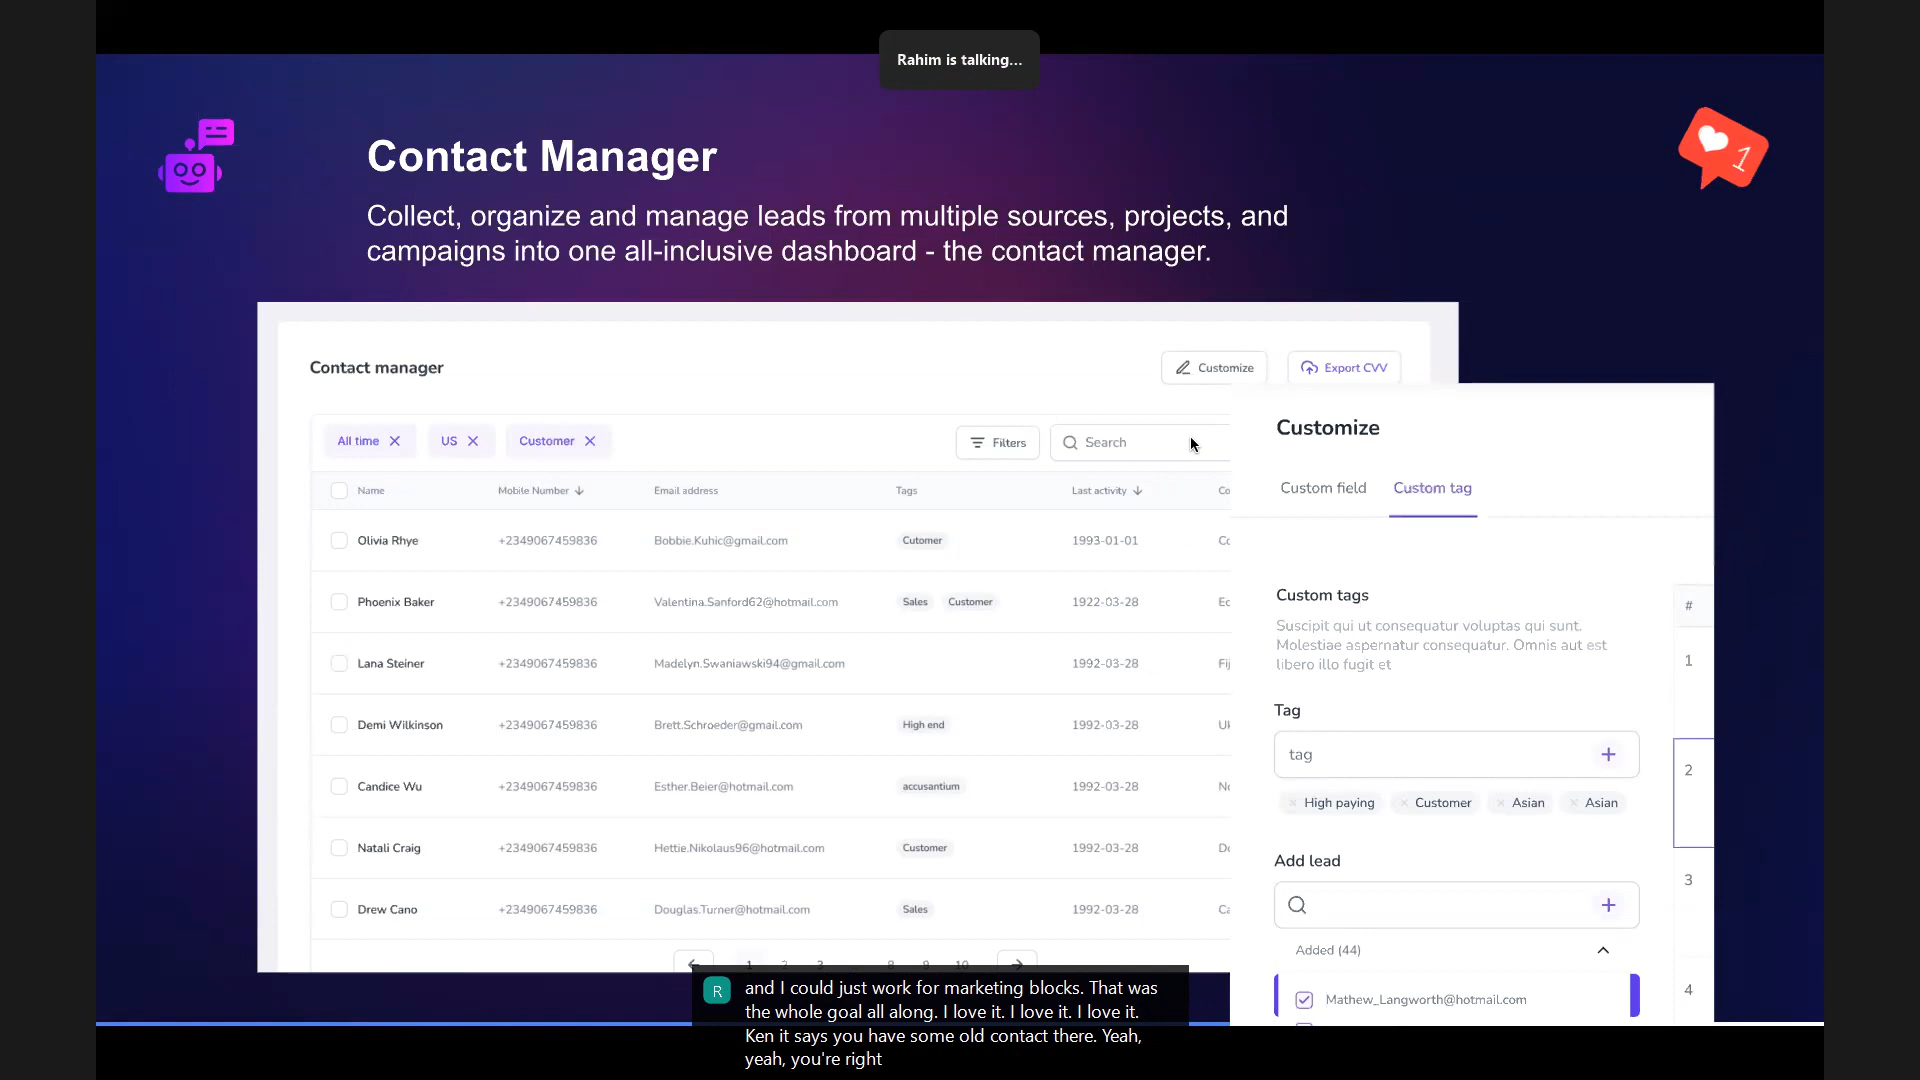 Rahim is talking...
Contact Manager
1
Collect, organize and manage leads from multiple sources, projects, and
campaigns into one all-inclusive dashboard - the contact manager.
Contact manager
Customize
Export CVV
All time
US
Customer
Filters
Search
Name
Mobile Number
Email address
Tags
Last activity
Co
Olivia Rhye
+2349067459836
Bobbie.Kuhic@gmail.com
Cutomer
1993-01-01
Phoenix Baker
+2349067459836
Valentina.Sanford62@hotmail.com
Sales
Customer
1922-03-28
Lana Steiner
+2349067459836
Madelyn.Swaniawski94@gmail.com
1992-03-28
Demi Wilkinson
+2349067459836
Brett.Schroeder@gmail.com
High end
1992-03-28
Candice Wu
+2349067459836
Esther.Beier@hotmail.com
accusantium
1992-03-28
Natali Craig
+2349067459836
Hettie.Nikolaus96@hotmail.com
Customer
1992-03-28
Drew Cano
+2349067459836
Douglas.Turner@hotmail.com
Sales
1992-03-28
1 2 3 8 9 10
Customize
Custom field
Custom tag
Custom tags
Suscipit qui ut consequatur voluptas qui sunt.
Molestiae aspernatur consequatur. Omnis aut est
libero illo fugit et
Tag
tag
High paying
Customer
Asian
Asian
Add lead
Added (44)
Mathew_Langworth@hotmail.com
#
1
2
3
4
R
and I could just work for marketing blocks. That was
the whole goal all along. I love it. I love it. I love it.
Ken it says you have some old contact there. Yeah,
yeah, you're right